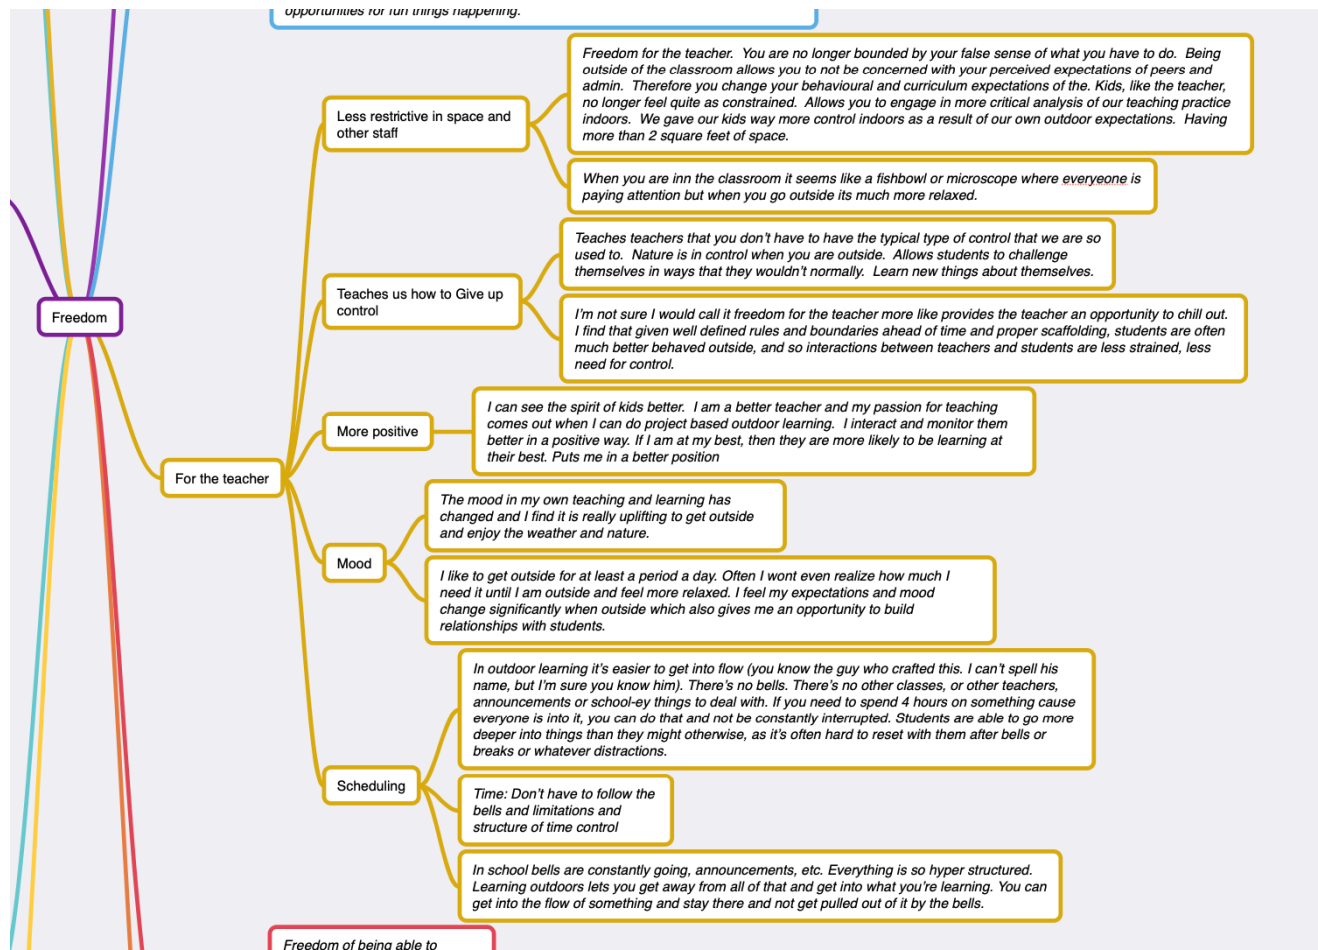 opportunities for fun things happening.
Freedom for the teacher.  You are no longer bounded by your false sense of what you have to do.  Being
outside of the classroom allows you to not be concerned with your perceived expectations of peers and
admin.  Therefore you change your behavioural and curriculum expectations of the. Kids, like the teacher,
no longer feel quite as constrained.  Allows you to engage in more critical analysis of our teaching practice
indoors.  We gave our kids way more control indoors as a result of our own outdoor expectations.  Having
more than 2 square feet of space.
Less restrictive in space and
other staff
When you are inn the classroom it seems like a fishbowl or microscope where everyeone is
paying attention but when you go outside its much more relaxed.
Teaches teachers that you don't have to have the typical type of control that we are so
used to.  Nature is in control when you are outside.  Allows students to challenge
themselves in ways that they wouldn't normally.  Learn new things about themselves.
Teaches us how to Give up
control
I'm not sure I would call it freedom for the teacher more like provides the teacher an opportunity to chill out.
I find that given well defined rules and boundaries ahead of time and proper scaffolding, students are often
much better behaved outside, and so interactions between teachers and students are less strained, less
need for control.
Freedom
I can see the spirit of kids better.  I am a better teacher and my passion for teaching
comes out when I can do project based outdoor learning.  I interact and monitor them
better in a positive way. If I am at my best, then they are more likely to be learning at
their best. Puts me in a better position
More positive
For the teacher
The mood in my own teaching and learning has
changed and I find it is really uplifting to get outside
and enjoy the weather and nature.
Mood
I like to get outside for at least a period a day. Often I wont even realize how much I
need it until I am outside and feel more relaxed. I feel my expectations and mood
change significantly when outside which also gives me an opportunity to build
relationships with students.
In outdoor learning it's easier to get into flow (you know the guy who crafted this. I can't spell his
name, but I'm sure you know him). There's no bells. There's no other classes, or other teachers,
announcements or school-ey things to deal with. If you need to spend 4 hours on something cause
everyone is into it, you can do that and not be constantly interrupted. Students are able to go more
deeper into things than they might otherwise, as it's often hard to reset with them after bells or
breaks or whatever distractions.
Scheduling
Time: Don't have to follow the
bells and limitations and
structure of time control
In school bells are constantly going, announcements, etc. Everything is so hyper structured.
Learning outdoors lets you get away from all of that and get into what you're learning. You can
get into the flow of something and stay there and not get pulled out of it by the bells.
Freedom of being able to